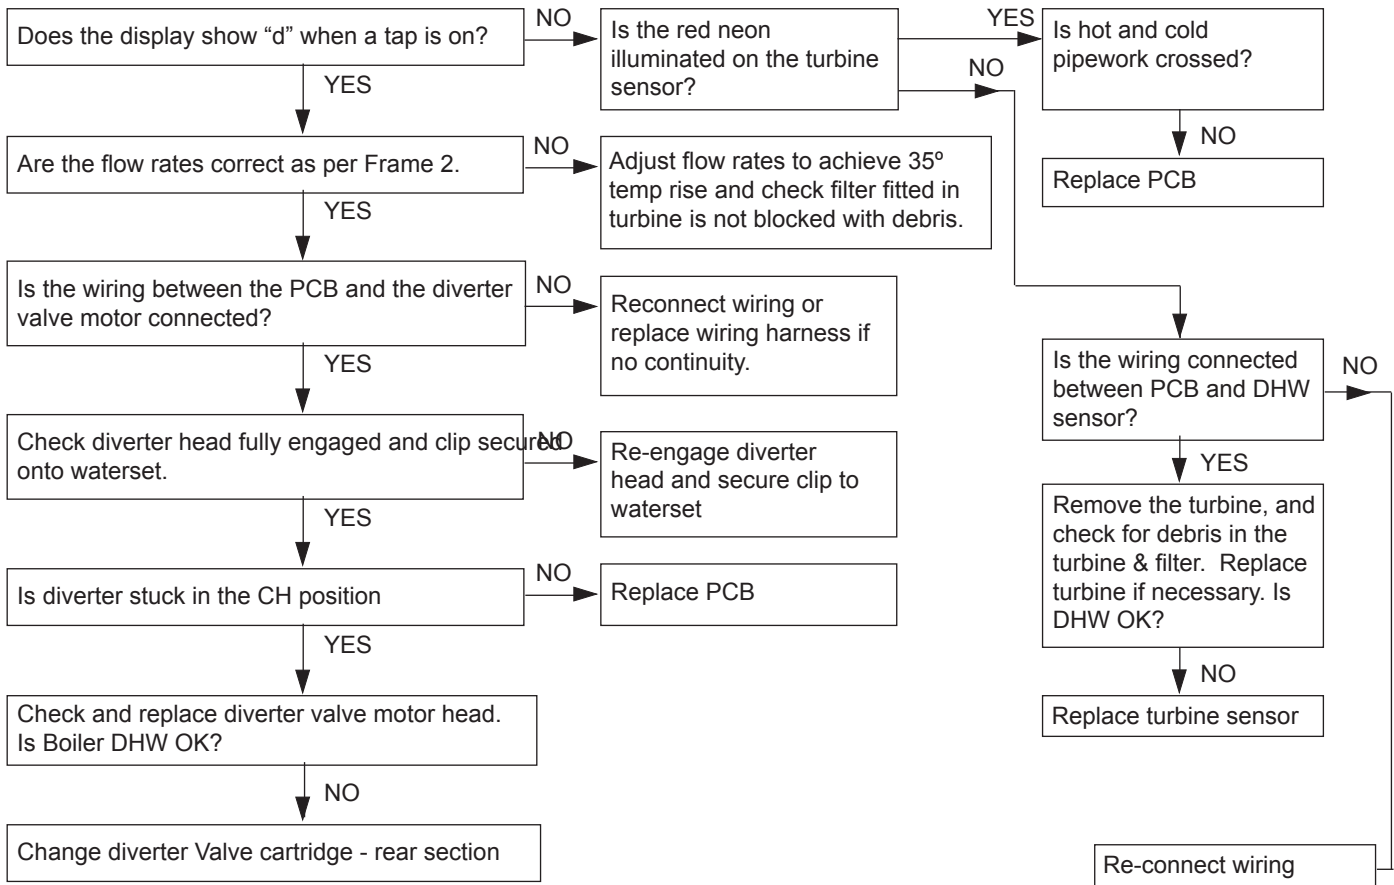 Does the display show “d” when a tap is on?
NO
Is the red neon
illuminated on the turbine
sensor?
YES
NO
Is hot and cold
pipework crossed?
NO
Replace PCB
YES
Are the flow rates correct as per Frame 2.
NO
Adjust flow rates to achieve 35º
temp rise and check filter fitted in
turbine is not blocked with debris.
YES
Is the wiring between the PCB and the diverter
valve motor connected?
NO
Reconnect wiring or
replace wiring harness if
no continuity.
Is the wiring connected
between PCB and DHW
sensor?
NO
YES
Check diverter head fully engaged and clip secured
onto waterset.
NO
Re-engage diverter
head and secure clip to
waterset
YES
Remove the turbine, and
check for debris in the
turbine & filter.  Replace
turbine if necessary. Is
DHW OK?
YES
Is diverter stuck in the CH position
NO
Replace PCB
NO
Replace turbine sensor
YES
Check and replace diverter valve motor head.
Is Boiler DHW OK?
NO
Change diverter Valve cartridge - rear section
Re-connect wiring